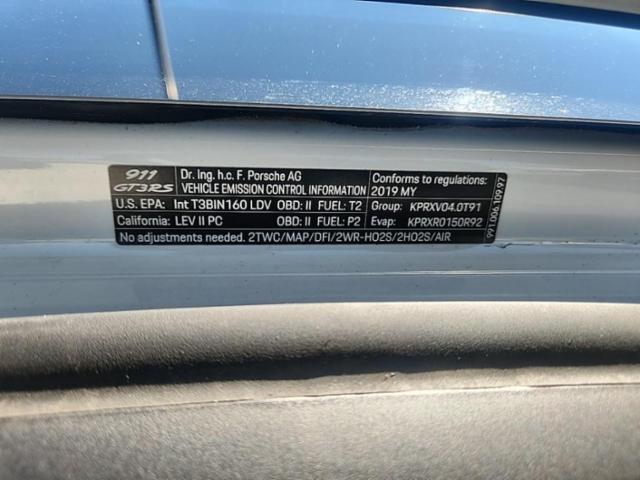 911 GT3RS
Dr. Ing. h.c. F. Porsche AG
VEHICLE EMISSION CONTROL INFORMATION
Conforms to regulations:
2019 MY
U.S. EPA: Int T3BIN160 LDV OBD: II FUEL: T2 Group: KPRXV04.0T91
California: LEV II PC OBD: II FUEL: P2 Evap: KPRXR0150R92
No adjustments needed. 2TWC/MAP/DFI/2WR-HO2S/2HO2S/AIR
991.006.109.97